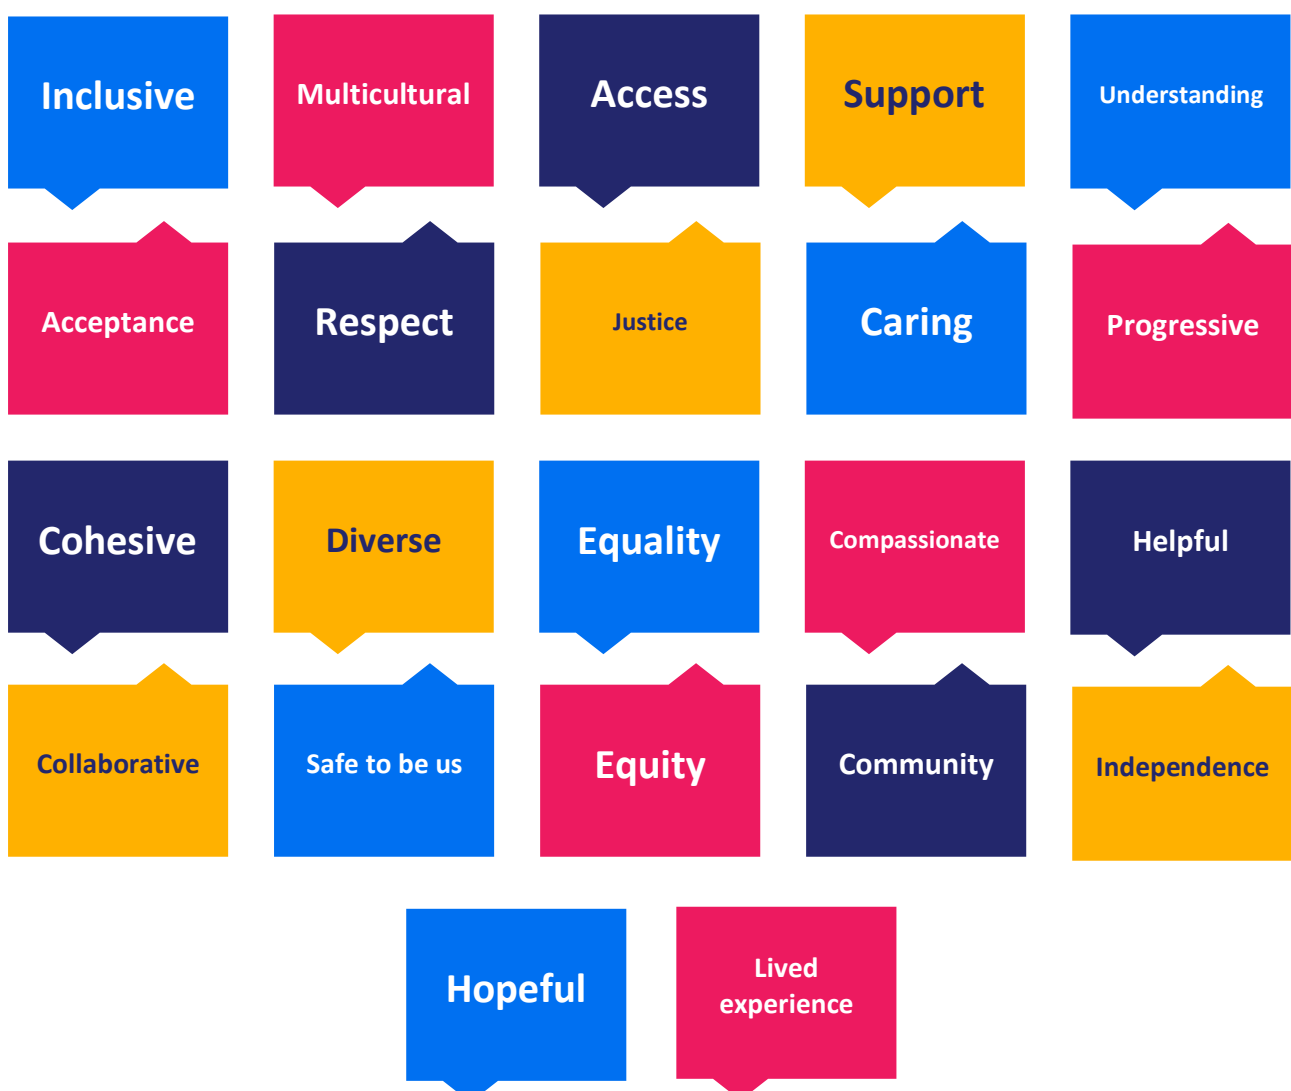 Inclusive
Multicultural
Access
Support
Understanding
Acceptance
Respect
Justice
Caring
Progressive
Cohesive
Diverse
Equality
Compassionate
Helpful
Collaborative
Safe to be us
Equity
Community
Independence
Hopeful
Lived
experience